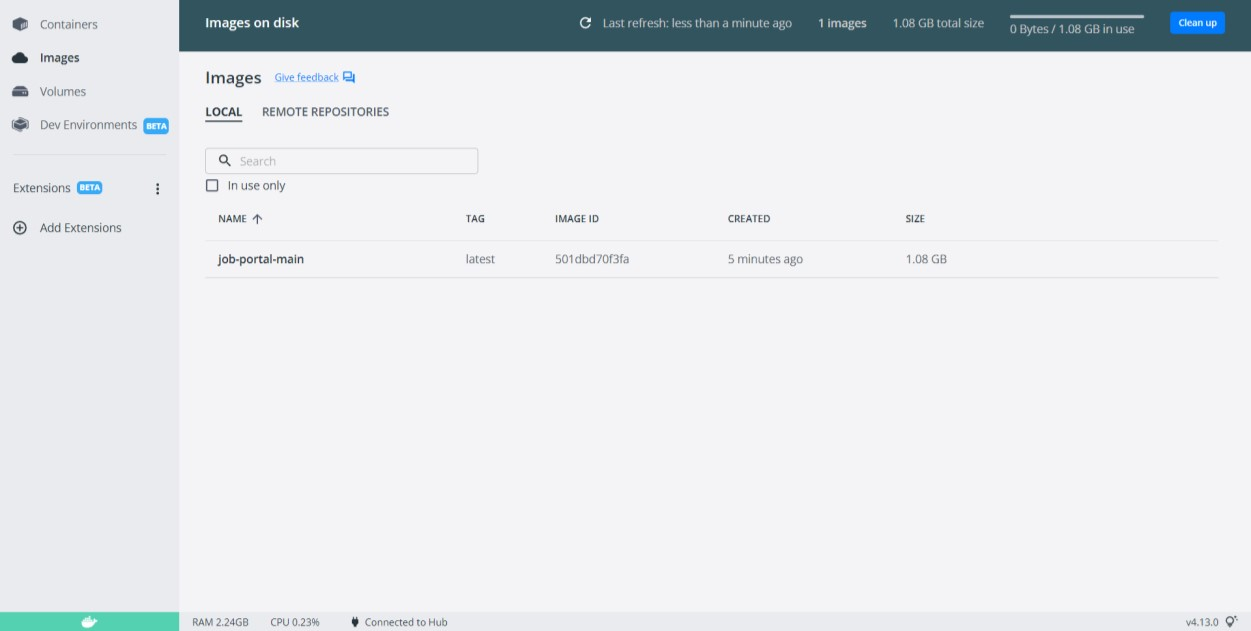 Containers
Images
Volumes
Dev Environments BETA
Extensions BETA
Add Extensions
Images on disk
Last refresh: less than a minute ago
1 images
1.08 GB total size
0 Bytes / 1.08 GB in use
Clean up
Images Give feedback
LOCAL REMOTE REPOSITORIES
Search
In use only
NAME TAG IMAGE ID CREATED SIZE
job-portal-main latest 501dbd70f3fa 5 minutes ago 1.08 GB
RAM 2.24GB CPU 0.23% Connected to Hub v4.13.0